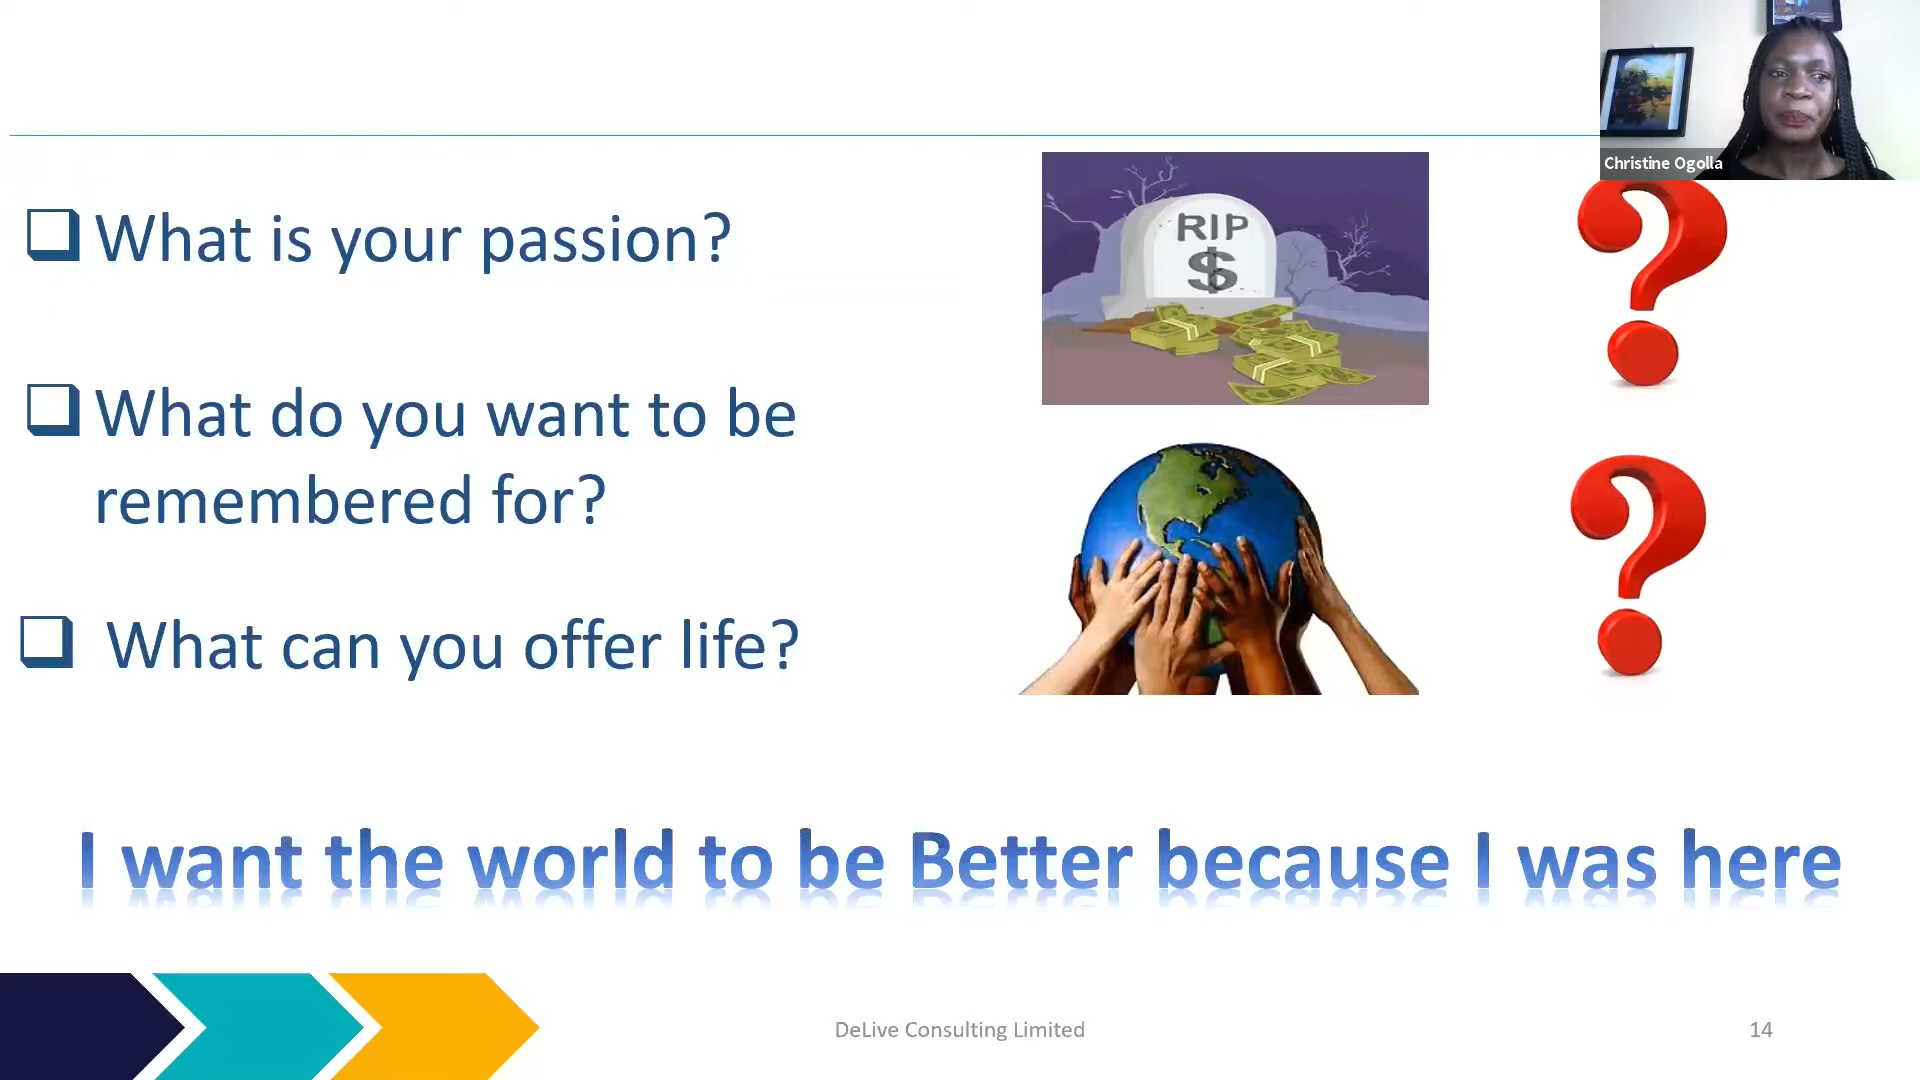 Christine Ogolla
What is your passion?
RIP
$
What do you want to be
remembered for?
What can you offer life?
I want the world to be Better because I was here
DeLive Consulting Limited
14